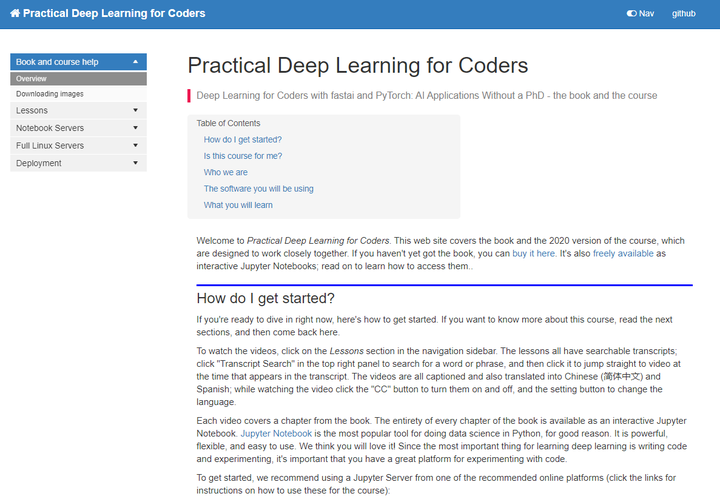 Practical Deep Learning for Coders
Nav
github
Book and course help
Overview
Downloading images
Lessons
Notebook Servers
Full Linux Servers
Deployment
Practical Deep Learning for Coders
Deep Learning for Coders with fastai and PyTorch: AI Applications Without a PhD - the book and the course
Table of Contents
How do I get started?
Is this course for me?
Who we are
The software you will be using
What you will learn
Welcome to Practical Deep Learning for Coders. This web site covers the book and the 2020 version of the course, which
are designed to work closely together. If you haven't yet got the book, you can buy it here. It's also freely available as
interactive Jupyter Notebooks; read on to learn how to access them..
How do I get started?
If you're ready to dive in right now, here's how to get started. If you want to know more about this course, read the next
sections, and then come back here.
To watch the videos, click on the Lessons section in the navigation sidebar. The lessons all have searchable transcripts;
click "Transcript Search" in the top right panel to search for a word or phrase, and then click it to jump straight to video at
the time that appears in the transcript. The videos are all captioned and also translated into Chinese (简体中文) and
Spanish; while watching the video click the "CC" button to turn them on and off, and the setting button to change the
language.
Each video covers a chapter from the book. The entirety of every chapter of the book is available as an interactive Jupyter
Notebook. Jupyter Notebook is the most popular tool for doing data science in Python, for good reason. It is powerful,
flexible, and easy to use. We think you will love it! Since the most important thing for learning deep learning is writing code
and experimenting, it's important that you have a great platform for experimenting with code.
To get started, we recommend using a Jupyter Server from one of the recommended online platforms (click the links for
instructions on how to use these for the course):